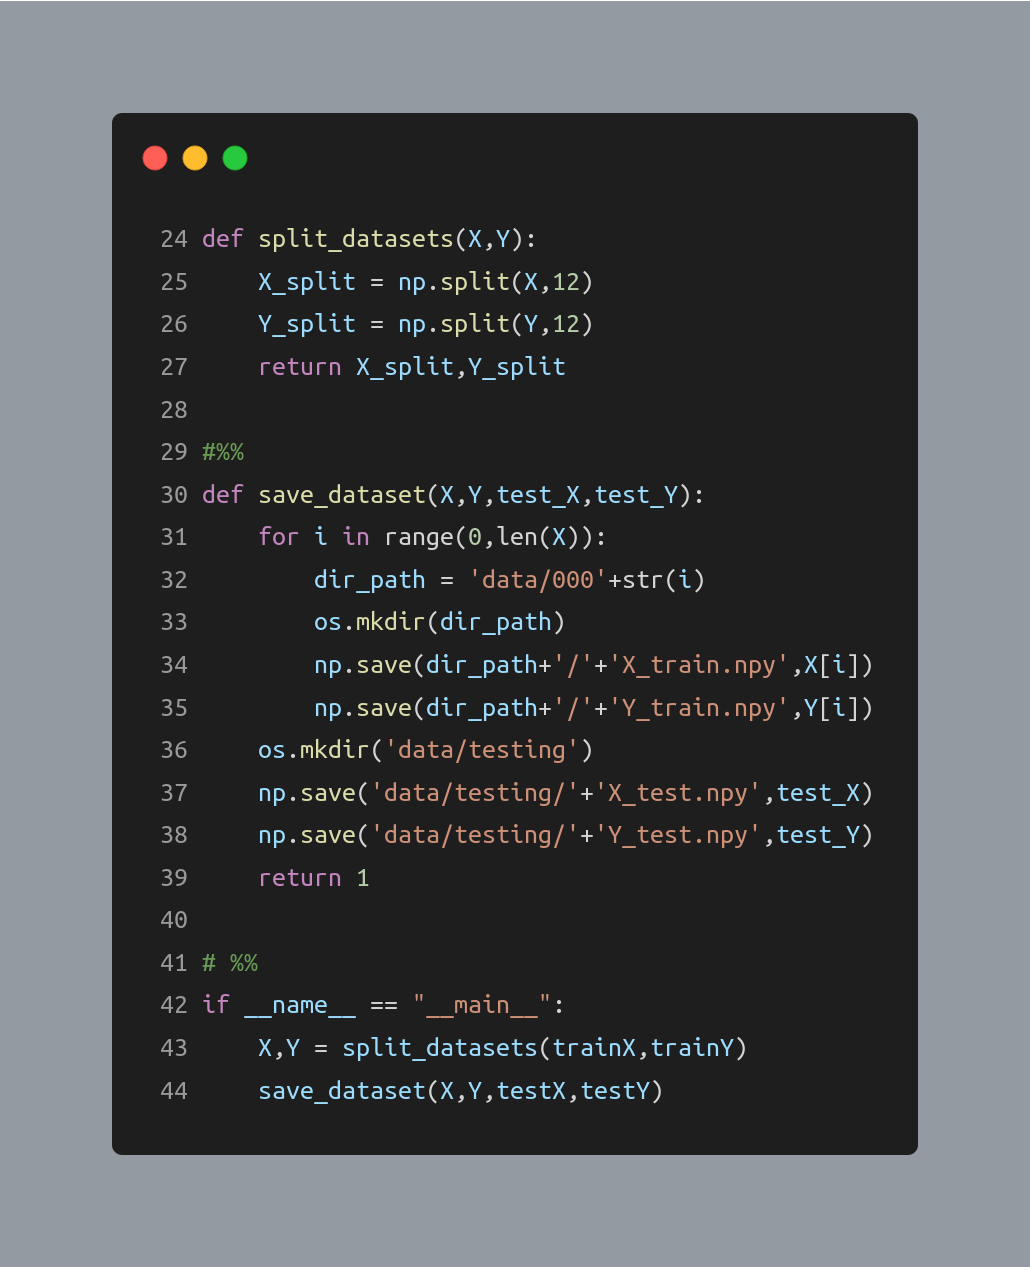 24 def split_datasets(X,Y):
25     X_split = np.split(X,12)
26     Y_split = np.split(Y,12)
27     return X_split,Y_split
28
29 #%%
30 def save_dataset(X,Y,test_X,test_Y):
31     for i in range(0,len(X)):
32         dir_path = 'data/000'+str(i)
33         os.mkdir(dir_path)
34         np.save(dir_path+'/'+'X_train.npy',X[i])
35         np.save(dir_path+'/'+'Y_train.npy',Y[i])
36     os.mkdir('data/testing')
37     np.save('data/testing/'+'X_test.npy',test_X)
38     np.save('data/testing/'+'Y_test.npy',test_Y)
39     return 1
40
41 # %%
42 if __name__ == "__main__":
43     X,Y = split_datasets(trainX,trainY)
44     save_dataset(X,Y,testX,testY)